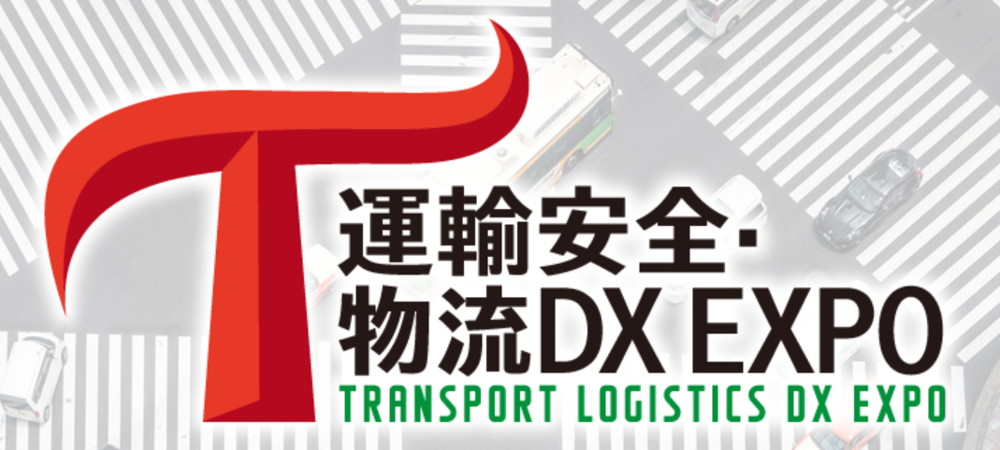 運輸安全・
物流DX EXPO
TRANSPORT LOGISTICS DX EXPO